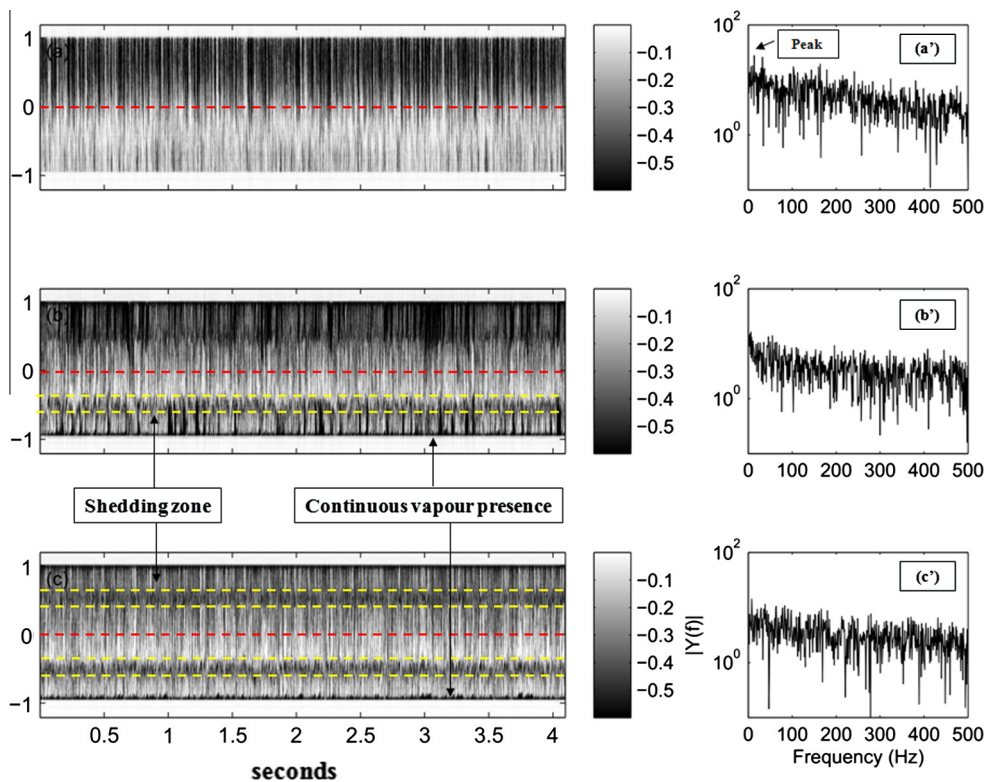 1
(a)
0
−1
−0.1
−0.2
−0.3
−0.4
−0.5
10²
10⁰
Peak
(a')
0 100 200 300 400 500
1
(b)
0
−1
−0.1
−0.2
−0.3
−0.4
−0.5
10²
10⁰
(b')
0 100 200 300 400 500
Shedding zone
Continuous vapour presence
1
(c)
0
−1
0.5 1 1.5 2 2.5 3 3.5 4
seconds
−0.1
−0.2
−0.3
−0.4
−0.5
|Y(f)|
10²
10⁰
(c')
0 100 200 300 400 500
Frequency (Hz)